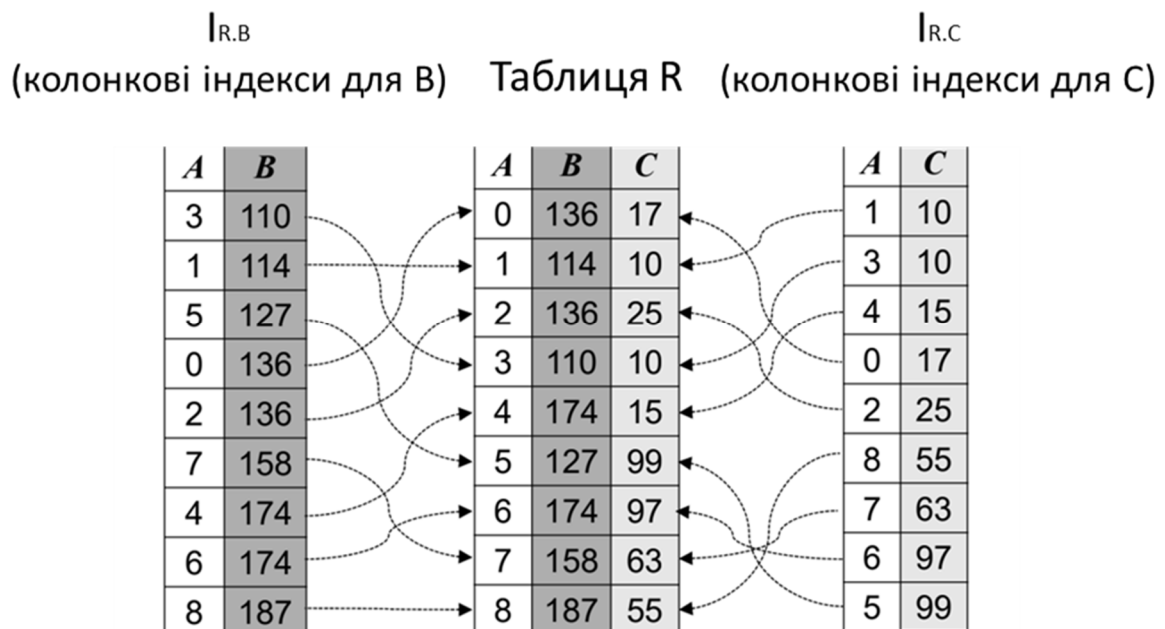 I R.B
I R.C
(колонкові індекси для B) Таблиця R (колонкові індекси для C)
A B A B C A C
3 110 0 136 17 1 10
1 114 1 114 10 3 10
5 127 2 136 25 4 15
0 136 3 110 10 0 17
2 136 4 174 15 2 25
7 158 5 127 99 8 55
4 174 6 174 97 7 63
6 174 7 158 63 6 97
8 187 8 187 55 5 99